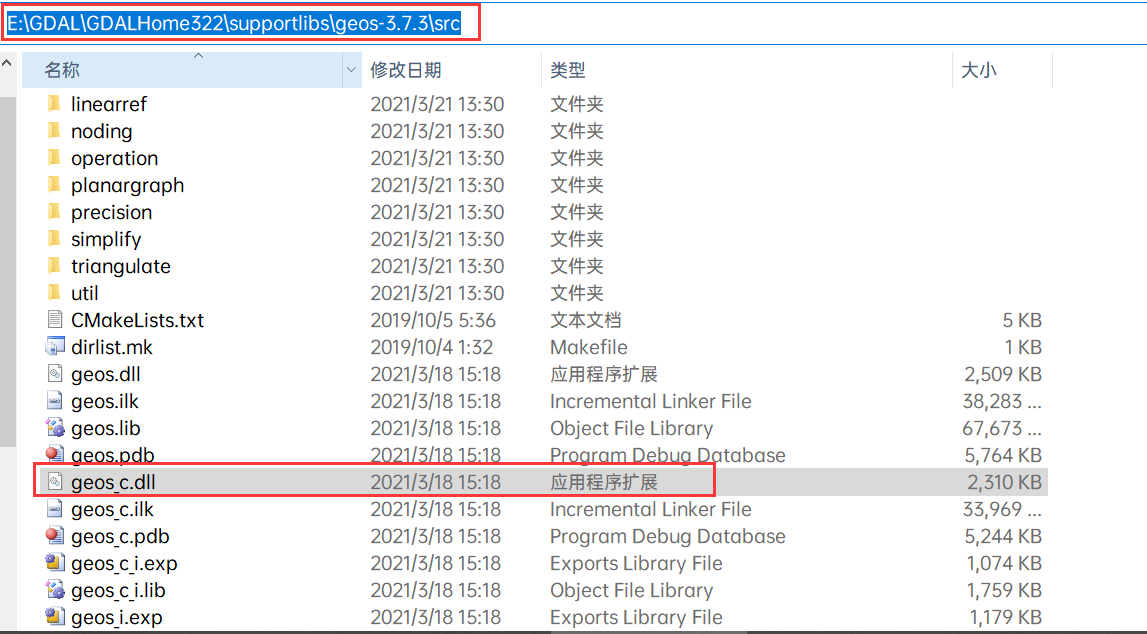 E:\GDAL\GDALHome322\supportlibs\geos-3.7.3\src
名称 修改日期 类型 大小
linearref 2021/3/21 13:30 文件夹
noding 2021/3/21 13:30 文件夹
operation 2021/3/21 13:30 文件夹
planargraph 2021/3/21 13:30 文件夹
precision 2021/3/21 13:30 文件夹
simplify 2021/3/21 13:30 文件夹
triangulate 2021/3/21 13:30 文件夹
util 2021/3/21 13:30 文件夹
CMakeLists.txt 2019/10/5 5:36 文本文档 5 KB
dirlist.mk 2019/10/4 1:32 Makefile 1 KB
geos.dll 2021/3/18 15:18 应用程序扩展 2,509 KB
geos.ilk 2021/3/18 15:18 Incremental Linker File 38,283 ...
geos.lib 2021/3/18 15:18 Object File Library 67,673 ...
geos.pdb 2021/3/18 15:18 Program Debug Database 5,764 KB
geos_c.dll 2021/3/18 15:18 应用程序扩展 2,310 KB
geos_c.ilk 2021/3/18 15:18 Incremental Linker File 33,969 ...
geos_c.pdb 2021/3/18 15:18 Program Debug Database 5,244 KB
geos_c_i.exp 2021/3/18 15:18 Exports Library File 1,074 KB
geos_c_i.lib 2021/3/18 15:18 Object File Library 1,759 KB
geos_i.exp 2021/3/18 15:18 Exports Library File 1,179 KB